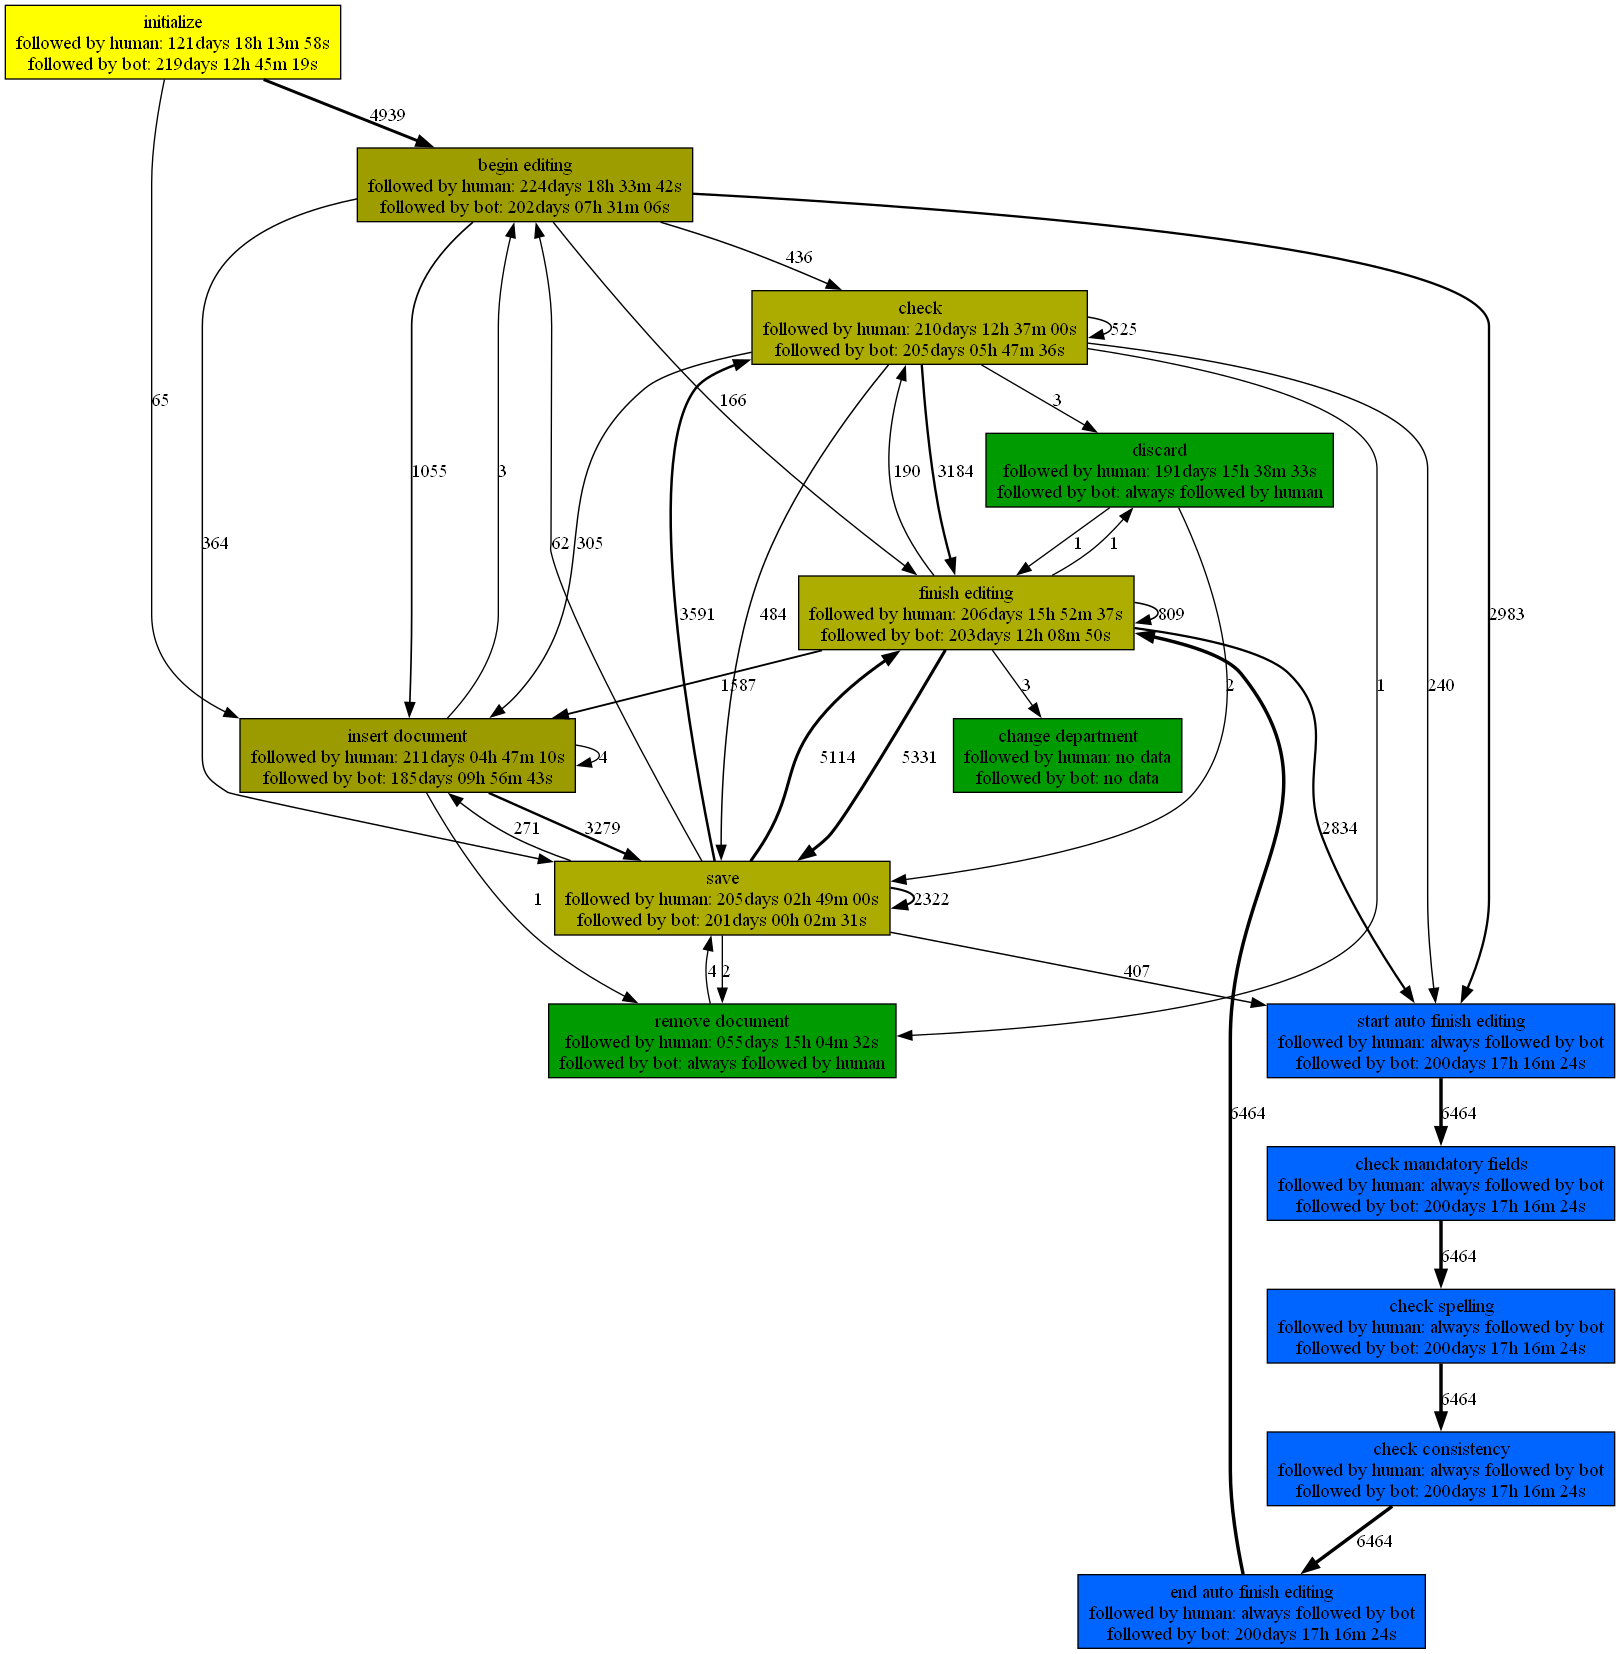 initialize
followed by human: 121days 18h 13m 58s
followed by bot: 219days 12h 45m 19s
4939
begin editing
followed by human: 224days 18h 33m 42s
followed by bot: 202days 07h 31m 06s
436
check
followed by human: 210days 12h 37m 00s
followed by bot: 205days 05h 47m 36s
525
65
166
3
discard
followed by human: 191days 15h 38m 33s
followed by bot: always followed by human
1055
3
190
3184
364
62
305
1
1
finish editing
followed by human: 206days 15h 52m 37s
followed by bot: 203days 12h 08m 50s
809
3591
484
2983
1587
3
2
1
240
insert document
followed by human: 211days 04h 47m 10s
followed by bot: 185days 09h 56m 43s
4
change department
followed by human: no data
followed by bot: no data
5114
5331
271
3279
2834
save
followed by human: 205days 02h 49m 00s
followed by bot: 201days 00h 02m 31s
2322
1
4
2
407
remove document
followed by human: 055days 15h 04m 32s
followed by bot: always followed by human
start auto finish editing
followed by human: always followed by bot
followed by bot: 200days 17h 16m 24s
6464
6464
check mandatory fields
followed by human: always followed by bot
followed by bot: 200days 17h 16m 24s
6464
check spelling
followed by human: always followed by bot
followed by bot: 200days 17h 16m 24s
6464
check consistency
followed by human: always followed by bot
followed by bot: 200days 17h 16m 24s
6464
end auto finish editing
followed by human: always followed by bot
followed by bot: 200days 17h 16m 24s